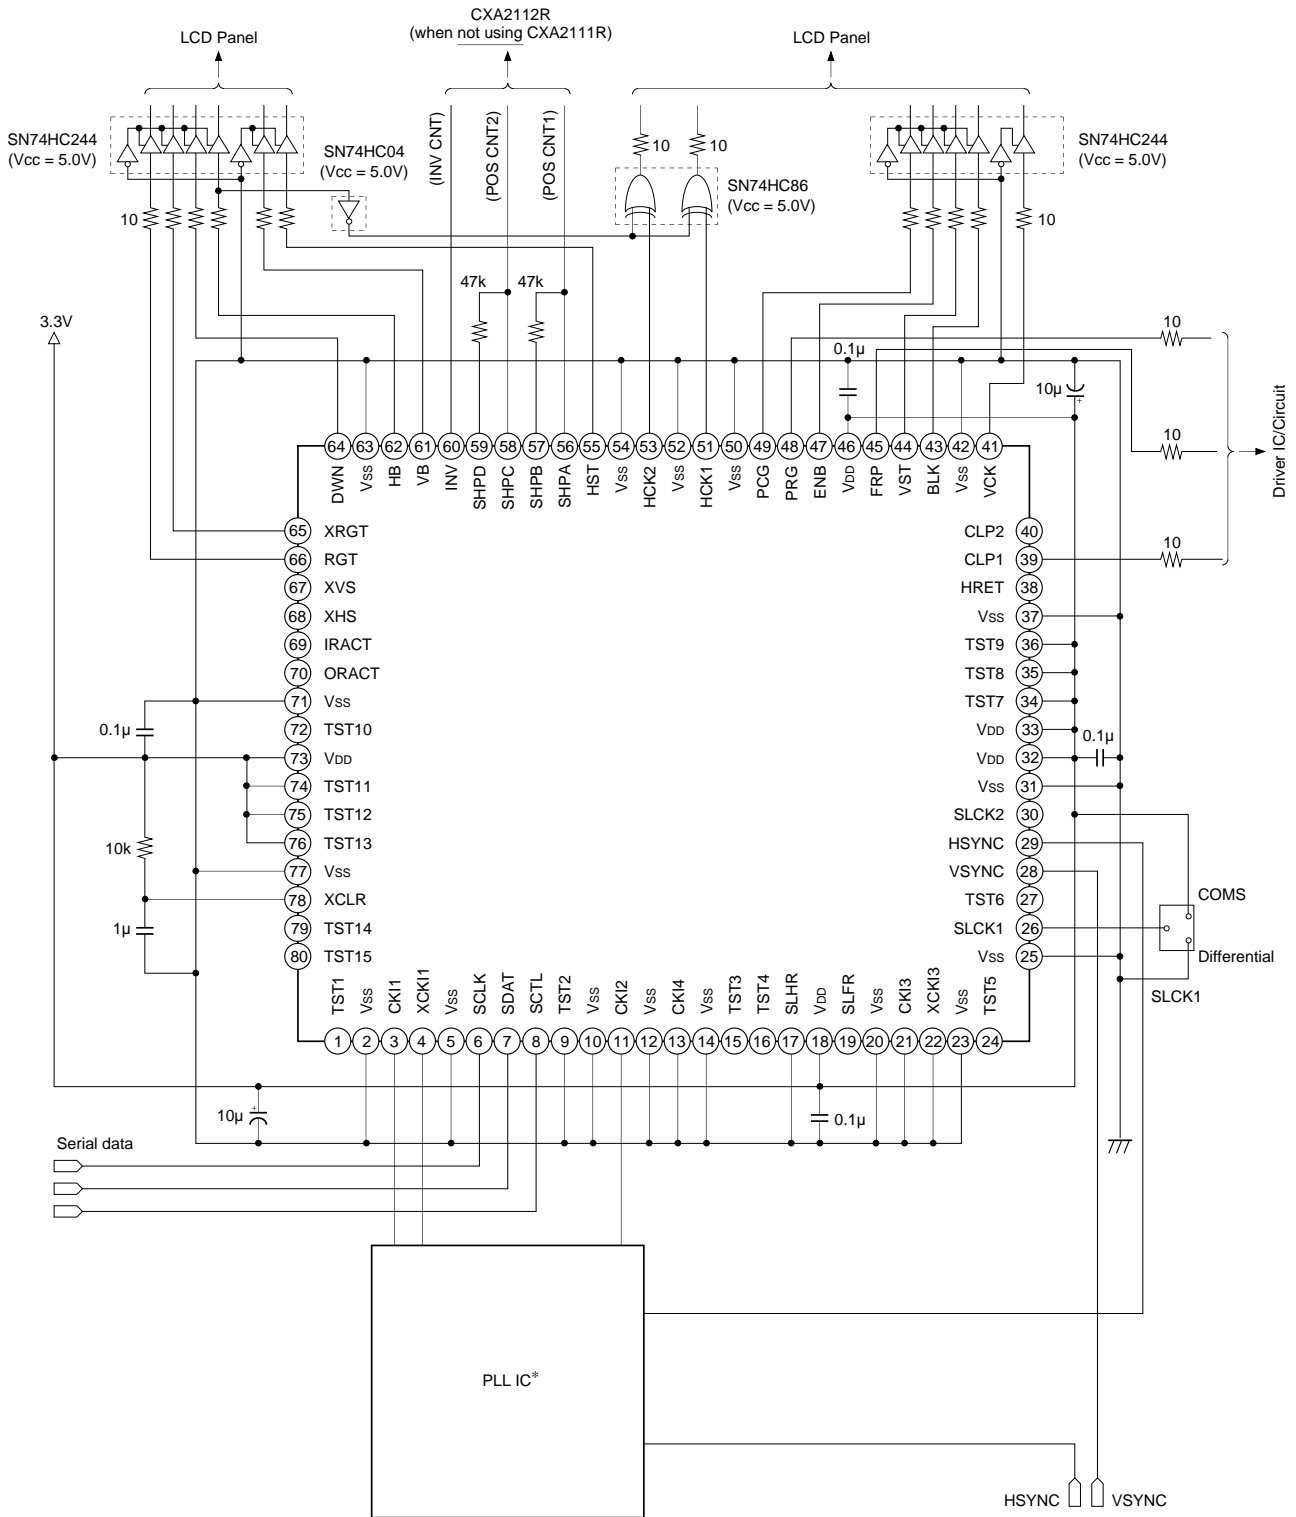 CXA2112R
(when not using CXA2111R)
LCD Panel
LCD Panel
SN74HC244
(Vcc = 5.0V)
SN74HC04
(Vcc = 5.0V)
(INV CNT)
(POS CNT2)
(POS CNT1)
10
10
SN74HC86
(Vcc = 5.0V)
SN74HC244
(Vcc = 5.0V)
10
10
47k
47k
3.3V
0.1µ
10µ
+
10
10
10
Driver IC/Circuit
64 63 62 61 60 59 58 57 56 55 54 53 52 51 50 49 48 47 46 45 44 43 42 41
DWN VSS HB VB INV SHPD SHPC SHPB SHPA HST VSS HCK2 VSS HCK1 VSS PCG PRG ENB VDD FRP VST BLK VSS VCK
65 XRGT
66 RGT
67 XVS
68 XHS
69 IRACT
70 ORACT
71 VSS
72 TST10
73 VDD
74 TST11
75 TST12
76 TST13
77 VSS
78 XCLR
79 TST14
80 TST15
0.1µ
10k
1µ
CLP2 40
CLP1 39
HRET 38
VSS 37
TST9 36
TST8 35
TST7 34
VDD 33
VDD 32
VSS 31
SLCK2 30
HSYNC 29
VSYNC 28
TST6 27
SLCK1 26
VSS 25
0.1µ
COMS
Differential
SLCK1
TST1 VSS CKI1 XCKI1 VSS SCLK SDAT SCTL TST2 VSS CKI2 VSS CKI4 VSS TST3 TST4 SLHR VDD SLFR VSS CKI3 XCKI3 VSS TST5
1 2 3 4 5 6 7 8 9 10 11 12 13 14 15 16 17 18 19 20 21 22 23 24
10µ
+
0.1µ
Serial data
PLL IC*
HSYNC
VSYNC